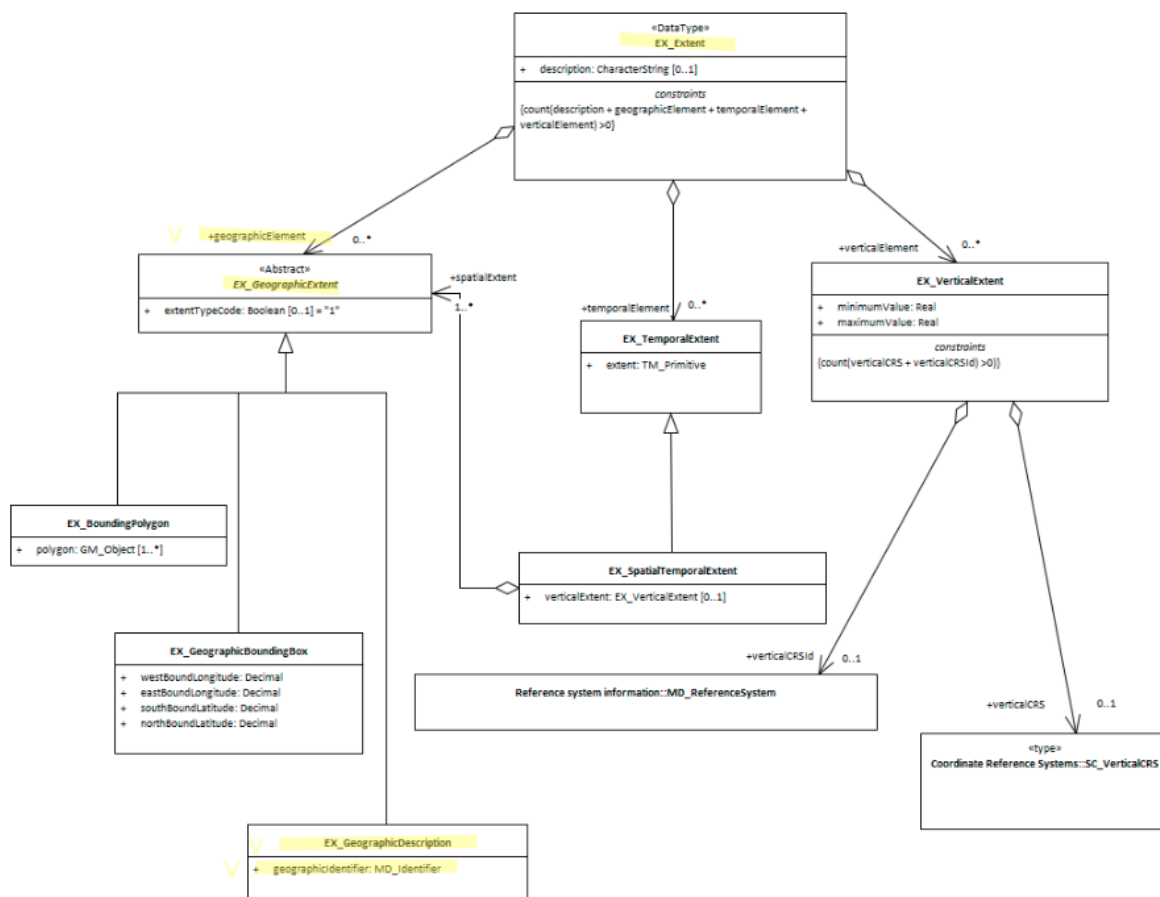 «DataType»
EX_Extent
+ description: CharacterString [0..1]
constraints
{count(description + geographicElement + temporalElement +
verticalElement) >0}
+geographicElement
0..*
«Abstract»
EX_GeographicExtent
+ extentTypeCode: Boolean [0..1] = "1"
+spatialExtent
1..*
+temporalElement
0..*
EX_TemporalExtent
+ extent: TM_Primitive
+verticalElement
0..*
EX_VerticalExtent
+ minimumValue: Real
+ maximumValue: Real
constraints
{count(verticalCRS + verticalCRSId) >0)}
EX_BoundingPolygon
+ polygon: GM_Object [1..*]
EX_SpatialTemporalExtent
+ verticalExtent: EX_VerticalExtent [0..1]
EX_GeographicBoundingBox
+ westBoundLongitude: Decimal
+ eastBoundLongitude: Decimal
+ southBoundLatitude: Decimal
+ northBoundLatitude: Decimal
+verticalCRSId
0..1
Reference system information::MD_ReferenceSystem
+verticalCRS
0..1
«type»
Coordinate Reference Systems::SC_VerticalCRS
EX_GeographicDescription
+ geographicIdentifier: MD_Identifier